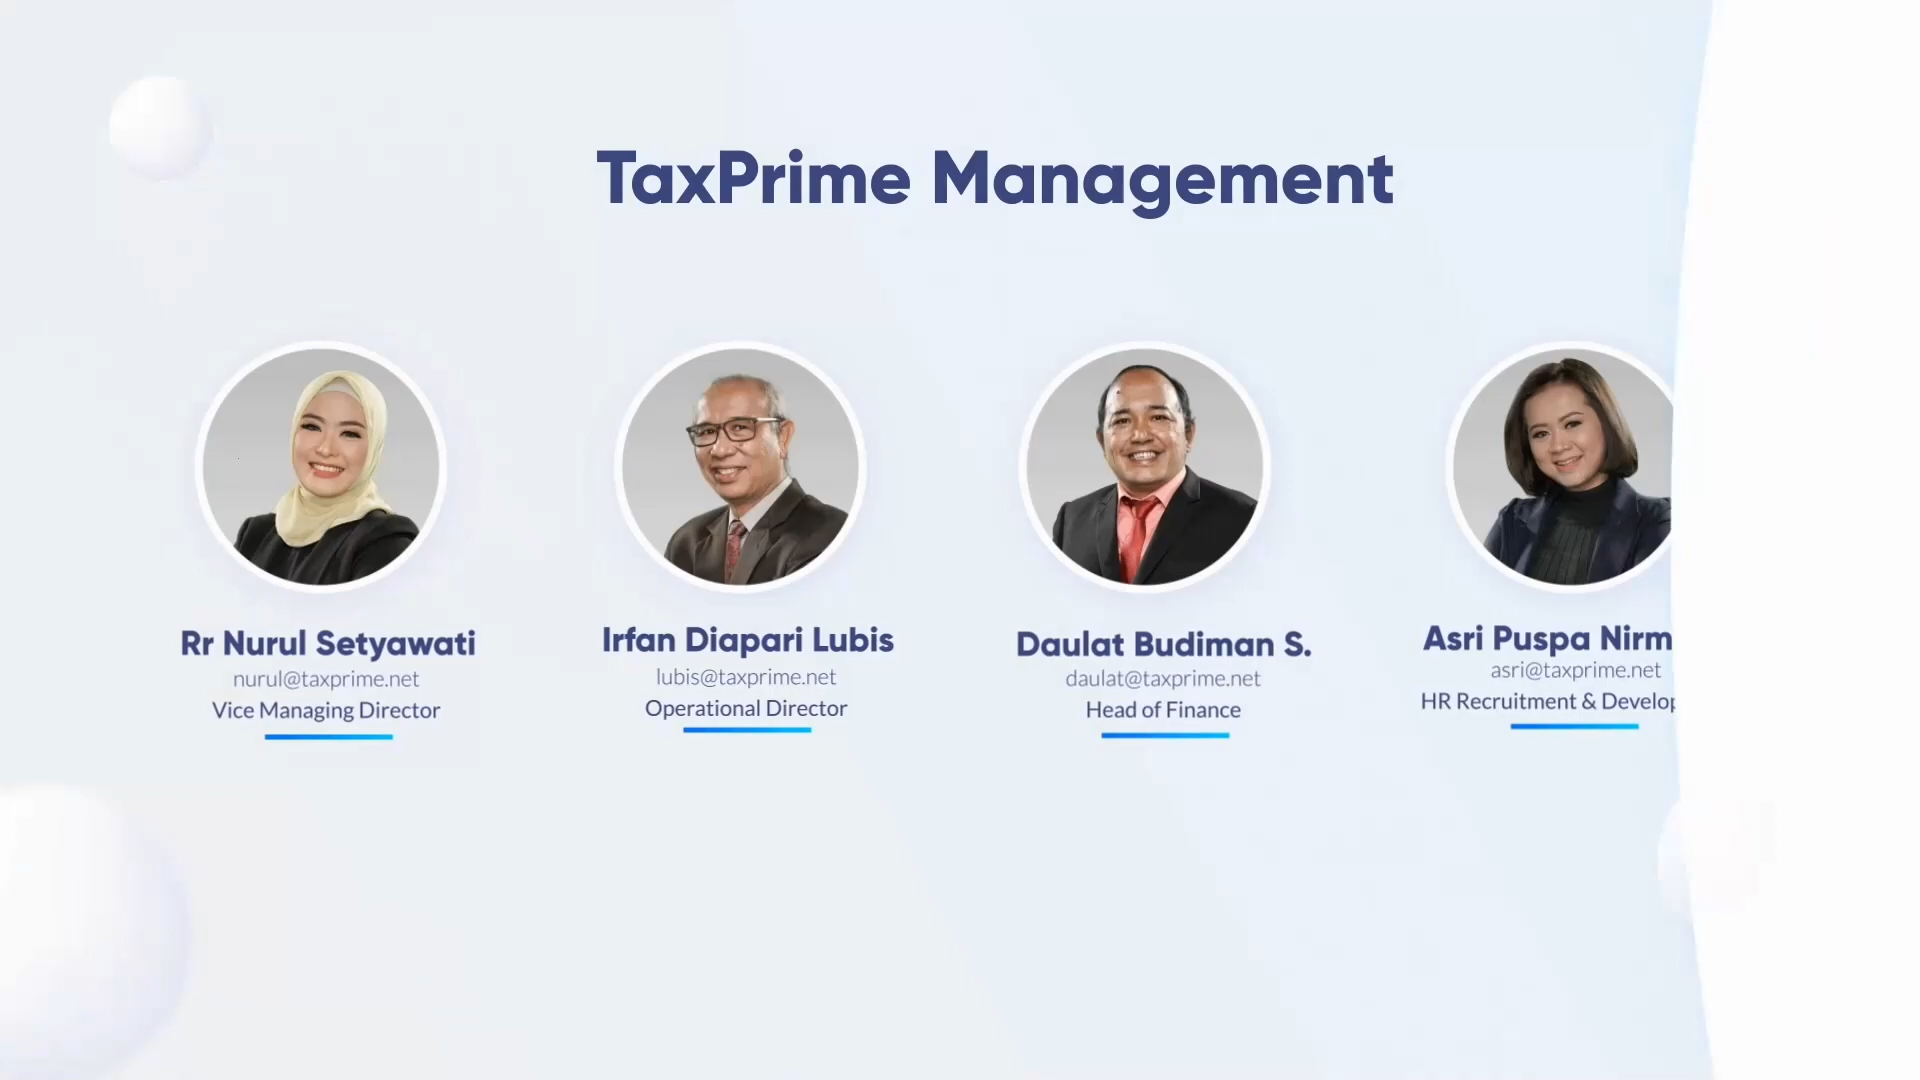 TaxPrime Management
Rr Nurul Setyawati
nurul@taxprime.net
Vice Managing Director
Irfan Diapari Lubis
lubis@taxprime.net
Operational Director
Daulat Budiman S.
daulat@taxprime.net
Head of Finance
Asri Puspa
asri@taxprime.net
HR Recruitment &